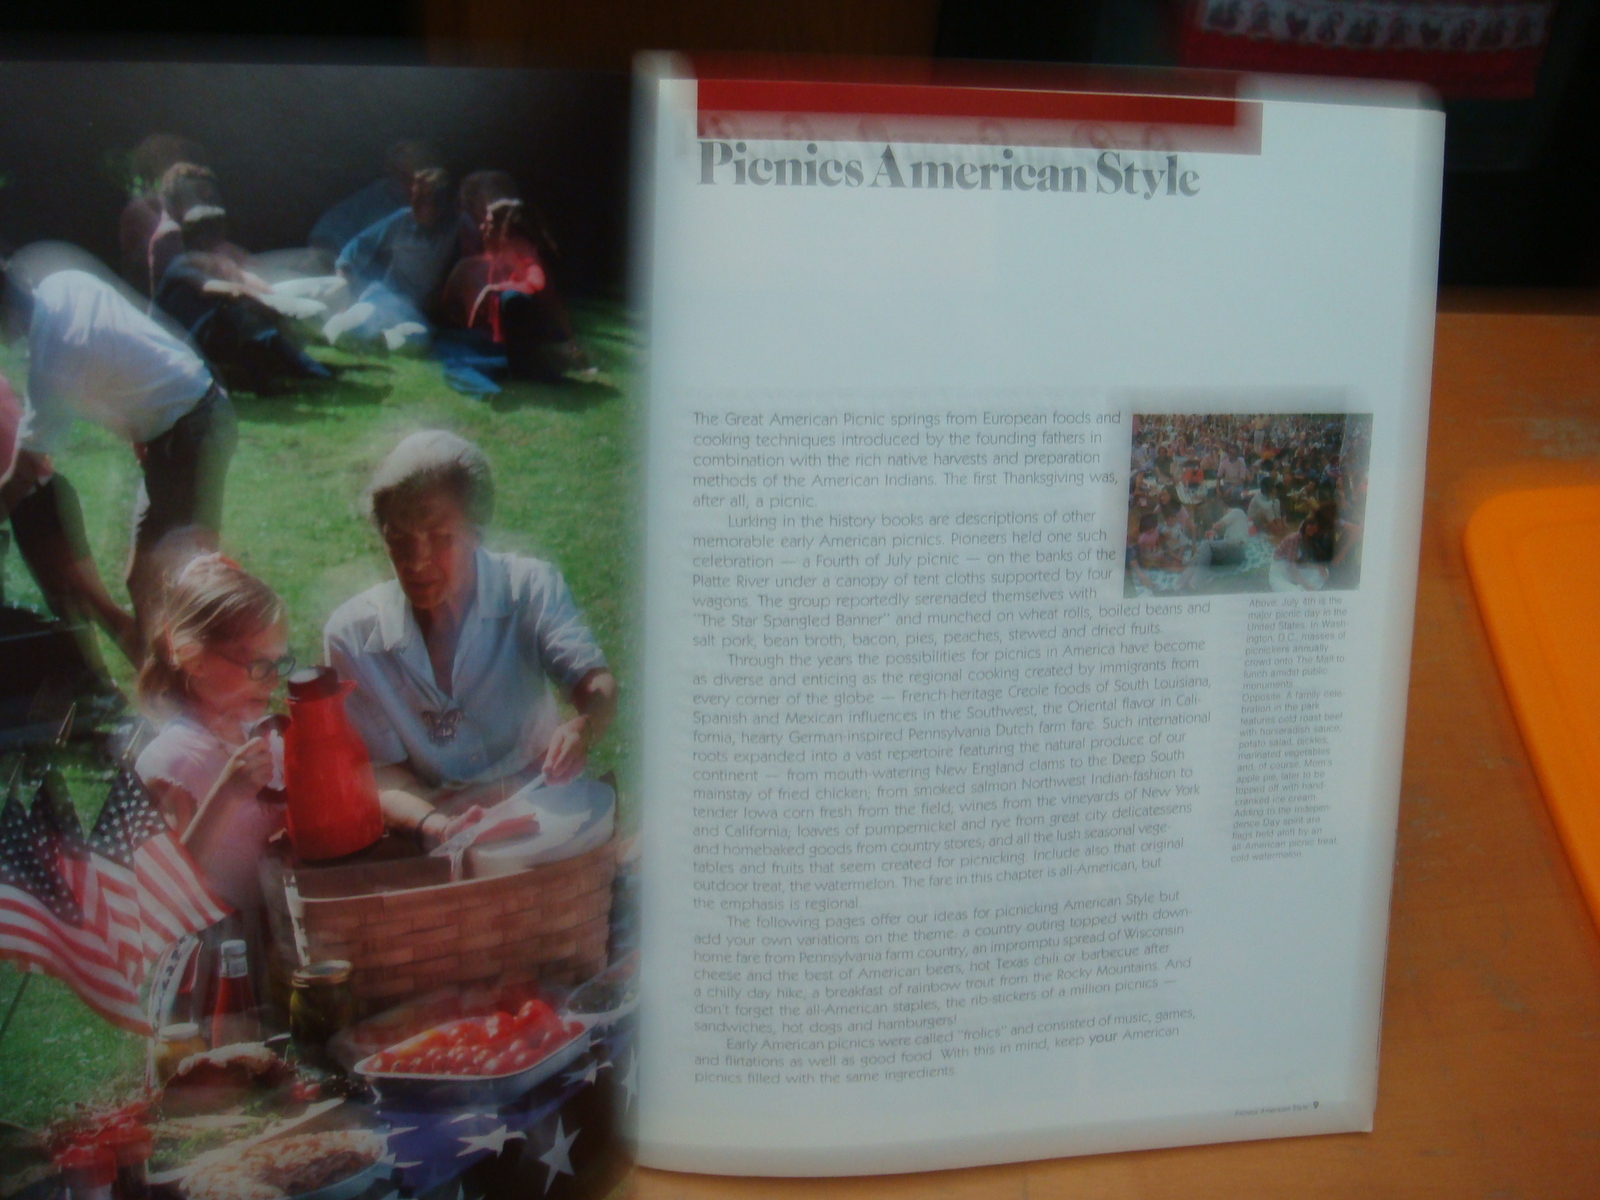 Picnics American Style
The Great American Picnic springs from European foods and
cooking techniques introduced by the founding fathers in
combination with the rich native harvests and preparation
methods of the American Indians. The first Thanksgiving was,
after all, a picnic.
Lurking in the history books are descriptions of other
memorable early American picnics. Pioneers held one such
celebration — a Fourth of July picnic — on the banks of the
Platte River under a canopy of tent cloths supported by four
wagons. The group reportedly serenaded themselves with
"The Star Spangled Banner" and munched on wheat rolls, boiled beans and
salt pork, bean broth, bacon, pies, peaches, stewed and dried fruits.
Through the years the possibilities for picnics in America have become
as diverse and enticing as the regional cooking created by immigrants from
every corner of the globe — French-heritage Creole foods of South Louisiana,
Spanish and Mexican influences in the Southwest, the Oriental flavor in Cali-
fornia, hearty German-inspired Pennsylvania Dutch farm fare. Such international
roots expanded into a vast repertoire featuring the natural produce of our
continent — from mouth-watering New England clams to the Deep South
mainstay of fried chicken; from smoked salmon Northwest Indian-fashion to
tender Iowa corn fresh from the field; wines from the vineyards of New York
and California; loaves of pumpernickel and rye from great city delicatessens
and homebaked goods from country stores; and all the lush seasonal vege-
tables and fruits that seem created for picnicking. Include also that original
outdoor treat, the watermelon. The fare in this chapter is all-American, but
the emphasis is regional.
The following pages offer our ideas for picnicking American Style but
add your own variations on the theme: a country outing topped with down-
home fare from Pennsylvania farm country, an impromptu spread of Wisconsin
cheese and the best of American beers, hot Texas chili or barbecue after
a chilly day hike, a breakfast of rainbow trout from the Rocky Mountains. And
don't forget the all-American staples, the rib-stickers of a million picnics —
sandwiches, hot dogs and hamburgers!
Early American picnics were called "frolics" and consisted of music, games,
and flirtations as well as good food. With this in mind, keep your American
picnics filled with the same ingredients.
Above: July 4th is the
major picnic day in the
United States. In Wash-
ington, D.C., masses of
picnickers annually
crowd onto The Mall to
lunch amidst public
monuments.
Opposite: A family cele-
bration in the park
features cold roast beef
with horseradish sauce,
potato salad, pickles,
marinated vegetables
and, of course, Mom's
apple pie, later to be
topped off with hand-
cranked ice cream.
Adding to the Indepen-
dence Day spirit are
flags held aloft by an
all-American picnic treat,
cold watermelon.
Picnics American Style 9